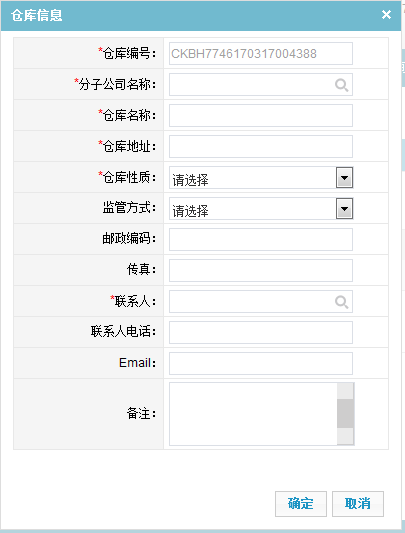 仓库信息
*仓库编号： CKBH7746170317004388
*分子公司名称：
*仓库名称：
*仓库地址：
*仓库性质： 请选择
监管方式： 请选择
邮政编码：
传真：
*联系人：
联系人电话：
Email：
备注：
确定 取消